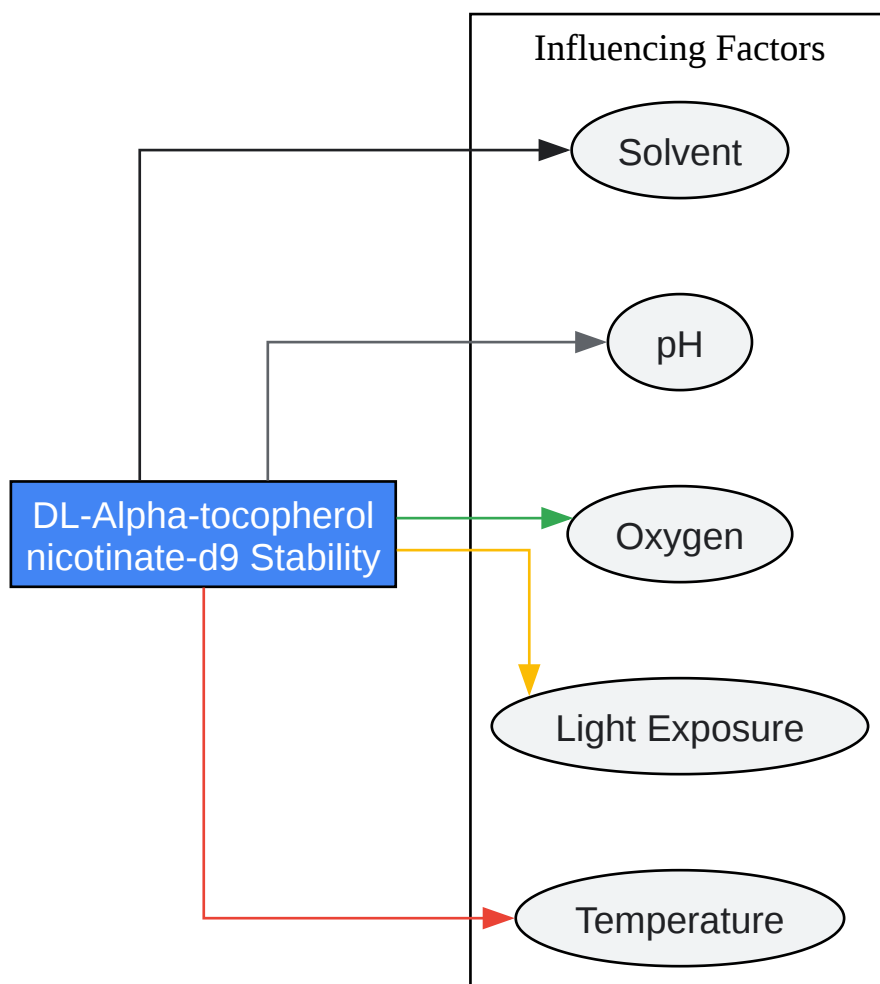 Influencing Factors
Solvent
pH
DL-Alpha-tocopherol
nicotinate-d9 Stability
Oxygen
Light Exposure
Temperature